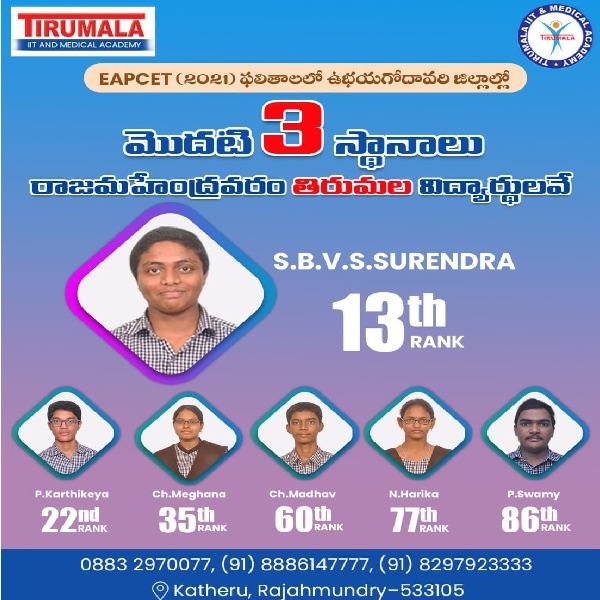 TIRUMALA
IIT AND MEDICAL ACADEMY
TIRUMALA IIT & MEDICAL ACADEMY
TIRUMALA
EAPCET (2021) ఫలితాలలో ఉభయగోదావరి జిల్లాల్లో
మొదటి 3 స్థానాలు
రాజమహేంద్రవరం తిరుమల విద్యార్థులవే
S.B.V.S.SURENDRA
13th RANK
P.Karthikeya Ch.Meghana Ch.Madhav N.Harika P.Swamy
22nd RANK 35th RANK 60th RANK 77th RANK 86th RANK
0883 2970077, (91) 8886147777, (91) 8297923333
Katheru, Rajahmundry-533105